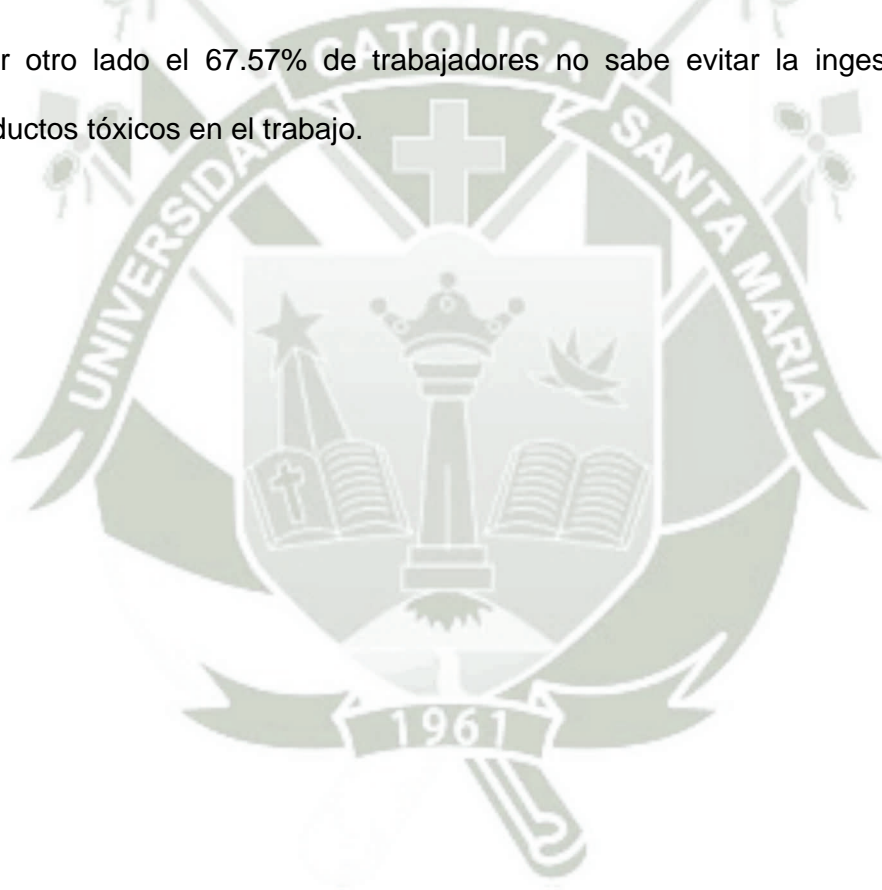 r otro lado el 67.57% de trabajadores no sabe evitar la inges
ductos tóxicos en el trabajo.
UNIVERSIDAD CATOLICA SANTA MARIA
1961